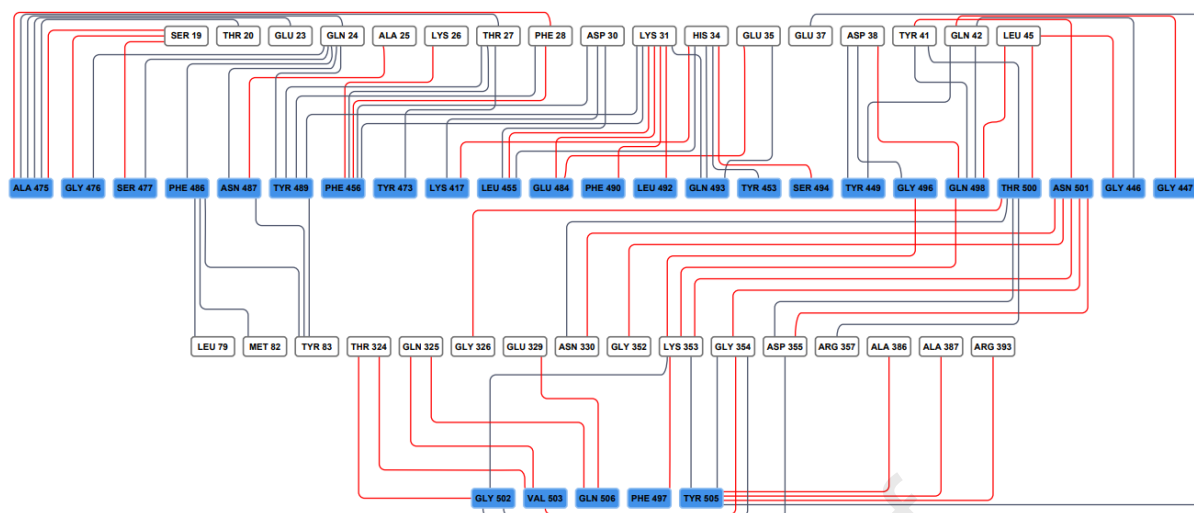 SER 19 THR 20 GLU 23 GLN 24 ALA 25 LYS 26 THR 27 PHE 28 ASP 30 LYS 31 HIS 34 GLU 35 GLU 37 ASP 38 TYR 41 GLN 42 LEU 45
ALA 475 GLY 476 SER 477 PHE 486 ASN 487 TYR 489 PHE 456 TYR 473 LYS 417 LEU 455 GLU 484 PHE 490 LEU 492 GLN 493 TYR 453 SER 494 TYR 449 GLY 496 GLN 498 THR 500 ASN 501 GLY 446 GLY 447
LEU 79 MET 82 TYR 83 THR 324 GLN 325 GLY 326 GLU 329 ASN 330 GLY 352 LYS 353 GLY 354 ASP 355 ARG 357 ALA 386 ALA 387 ARG 393
GLY 502 VAL 503 GLN 506 PHE 497 TYR 505